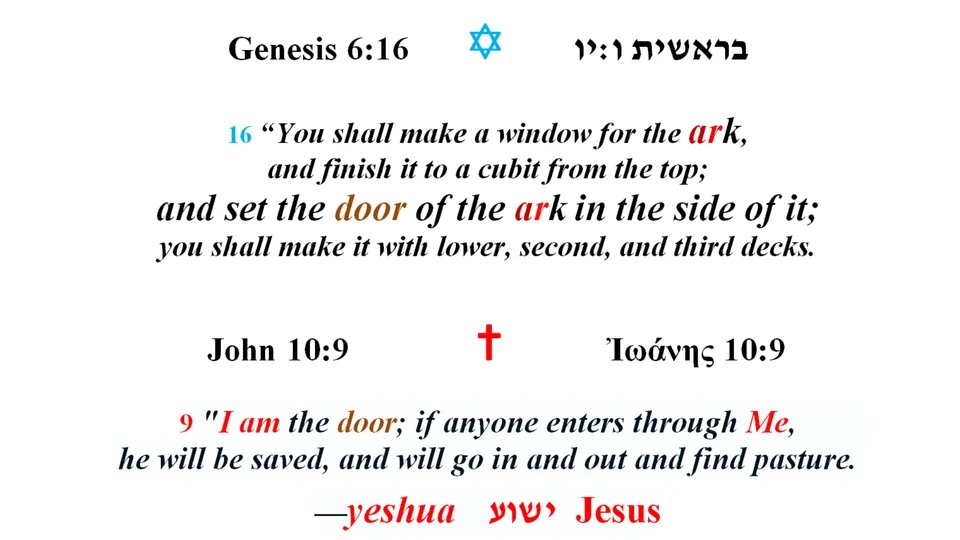 Genesis 6:16 ✡ בראשית ו:יו
16 “You shall make a window for the ark,
and finish it to a cubit from the top;
and set the door of the ark in the side of it;
you shall make it with lower, second, and third decks.
John 10:9 ✝ Ἰωάνης 10:9
9 "I am the door; if anyone enters through Me,
he will be saved, and will go in and out and find pasture.
—yeshua ישוע Jesus